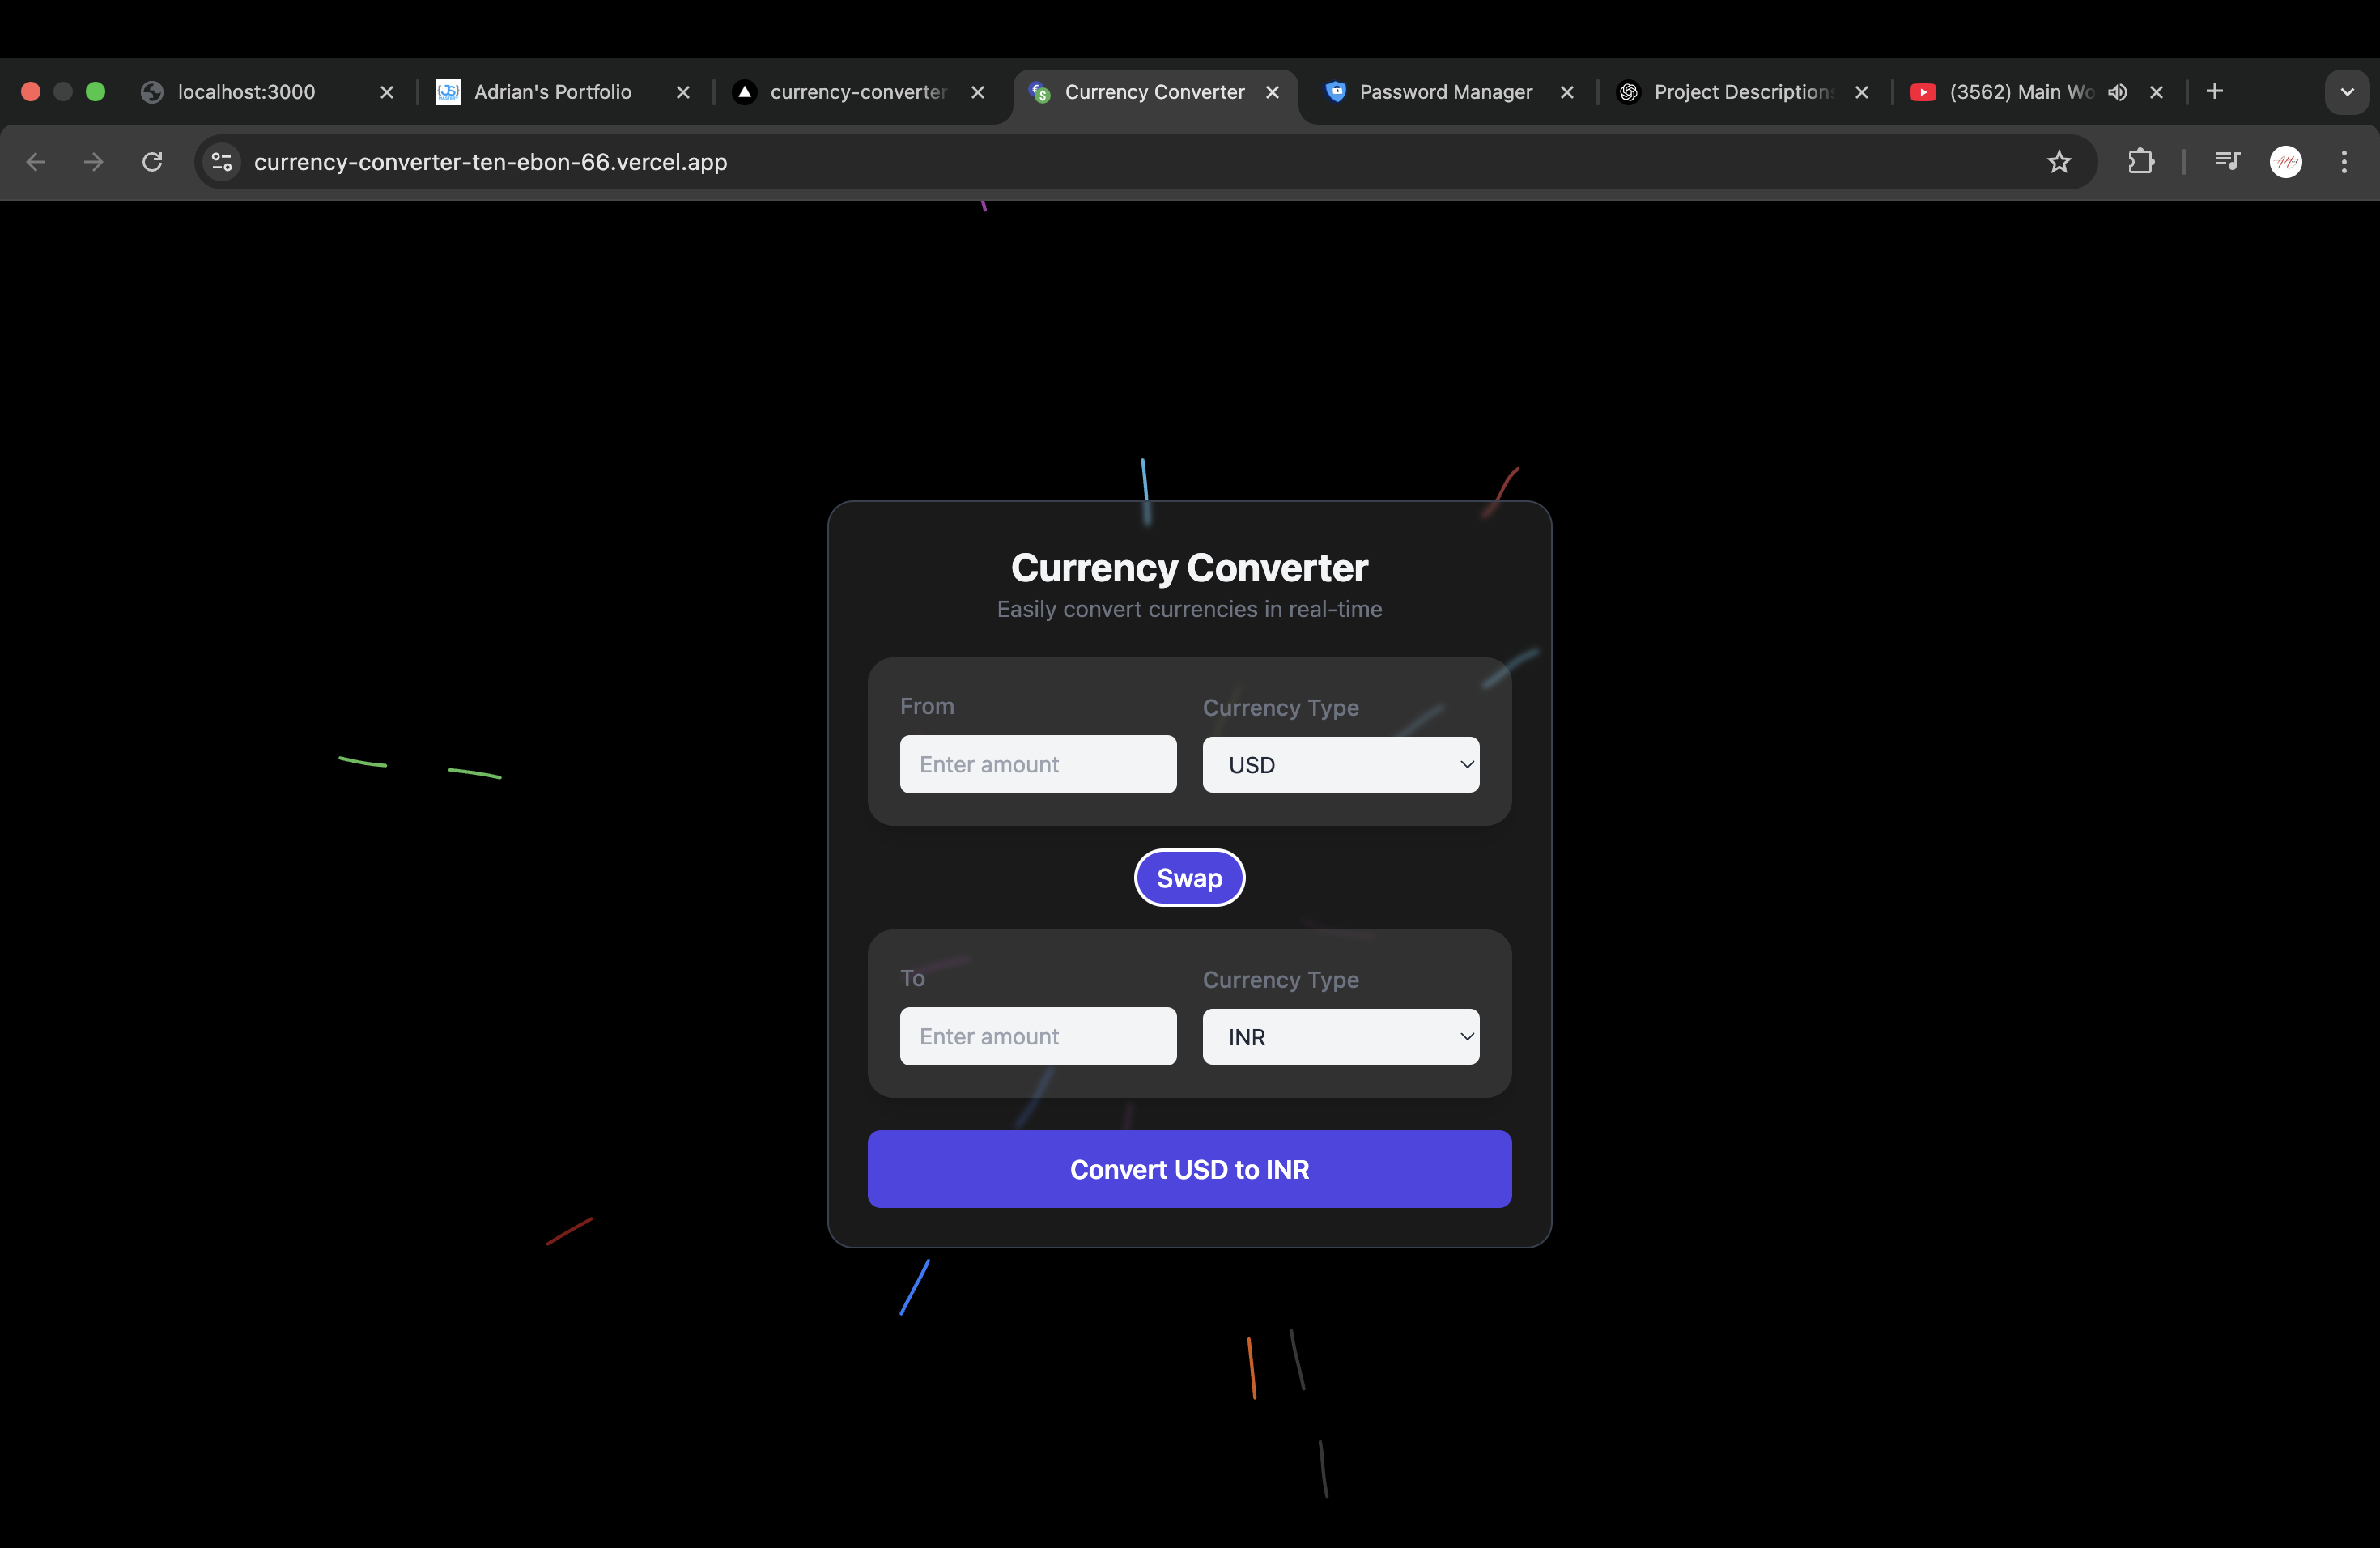 localhost:3000
Adrian's Portfolio
currency-converter
Currency Converter
Password Manager
Project Descriptions
(3562) Main Wo
currency-converter-ten-ebon-66.vercel.app
Currency Converter
Easily convert currencies in real-time
From
Currency Type
Enter amount
USD
Swap
To
Currency Type
Enter amount
INR
Convert USD to INR